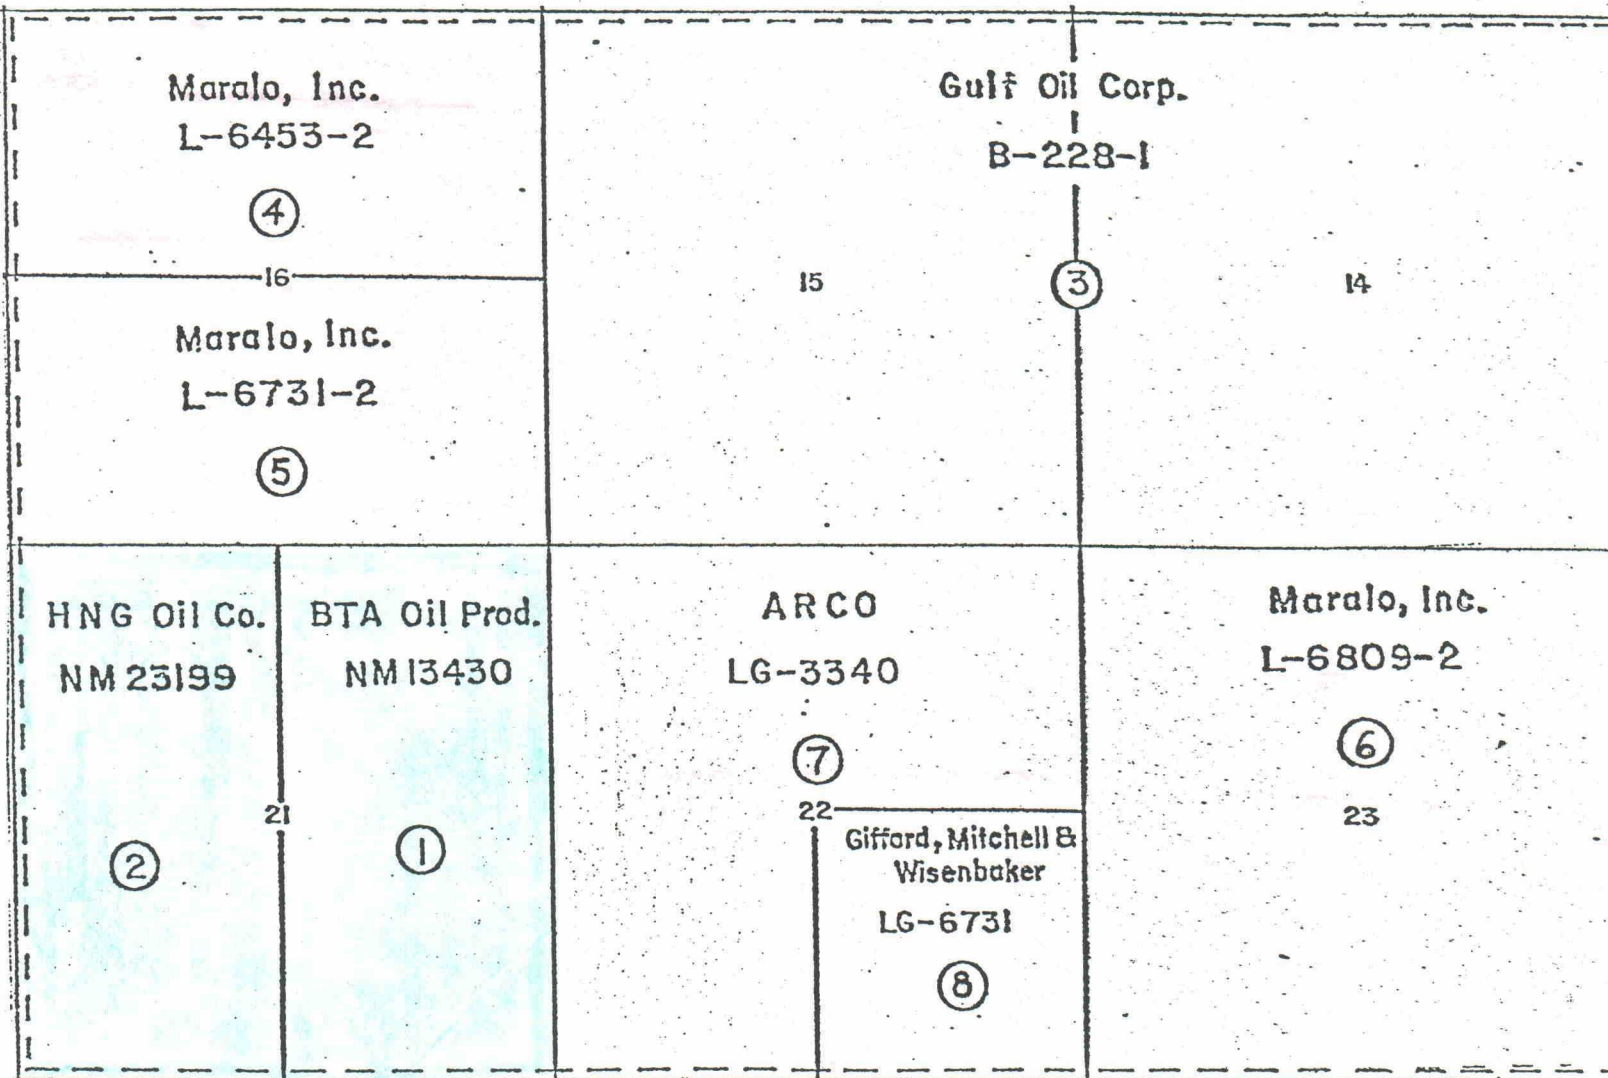 Maralo, Inc.
L-6453-2
4
16
Maralo, Inc.
L-6731-2
5
Gulf Oil Corp.
B-228-1
15
3
14
HNG Oil Co.
NM 23199
21
2
BTA Oil Prod.
NM 13430
1
ARCO
LG-3340
7
22
Gifford, Mitchell &
Wisenbaker
LG-6731
8
Maralo, Inc.
L-6809-2
6
23